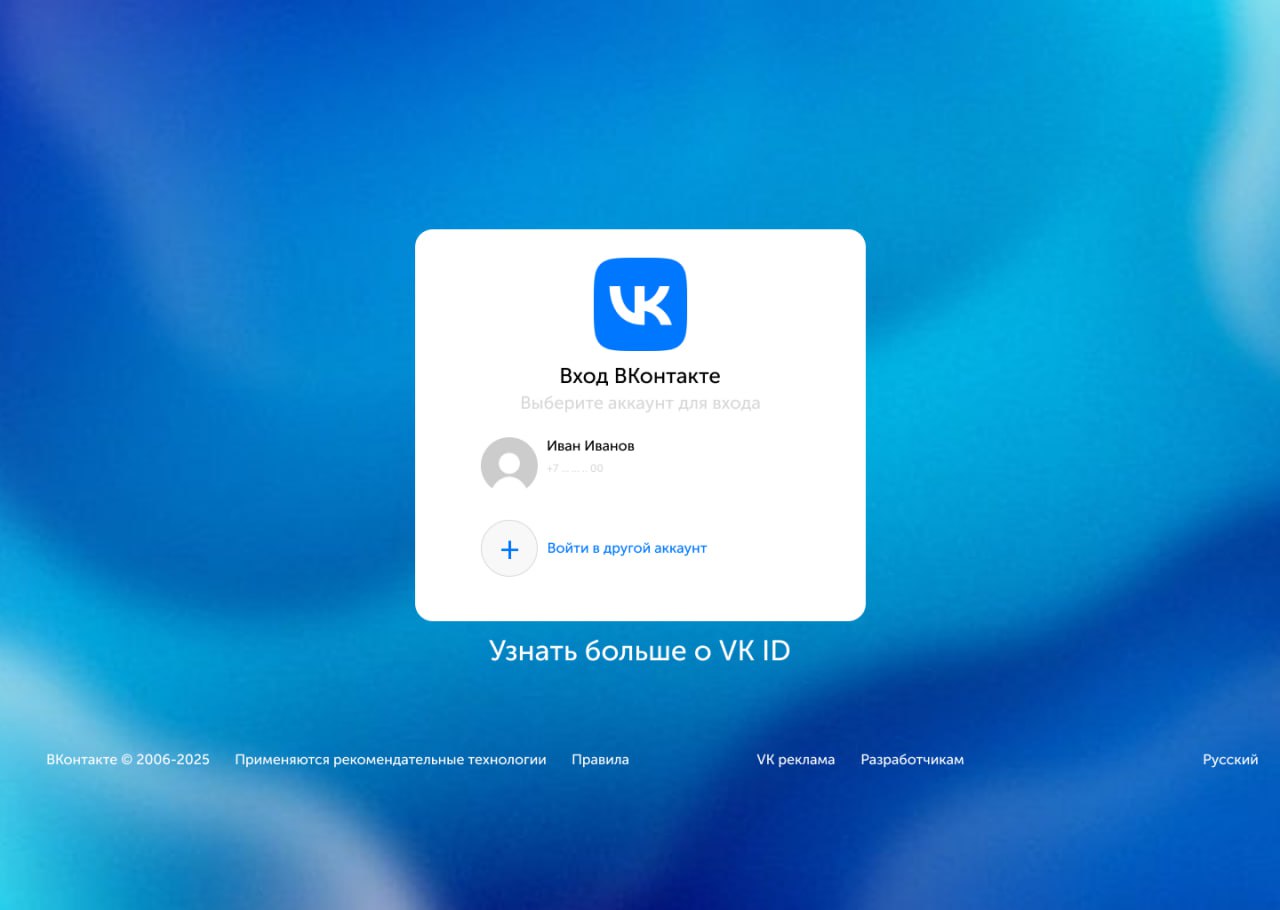 VK
Вход ВКонтакте
Выберите аккаунт для входа
Иван Иванов
+7 ... ... .. 00
Войти в другой аккаунт
Узнать больше о VK ID
ВКонтакте © 2006-2025 Применяются рекомендательные технологии Правила VK реклама Разработчикам Русский